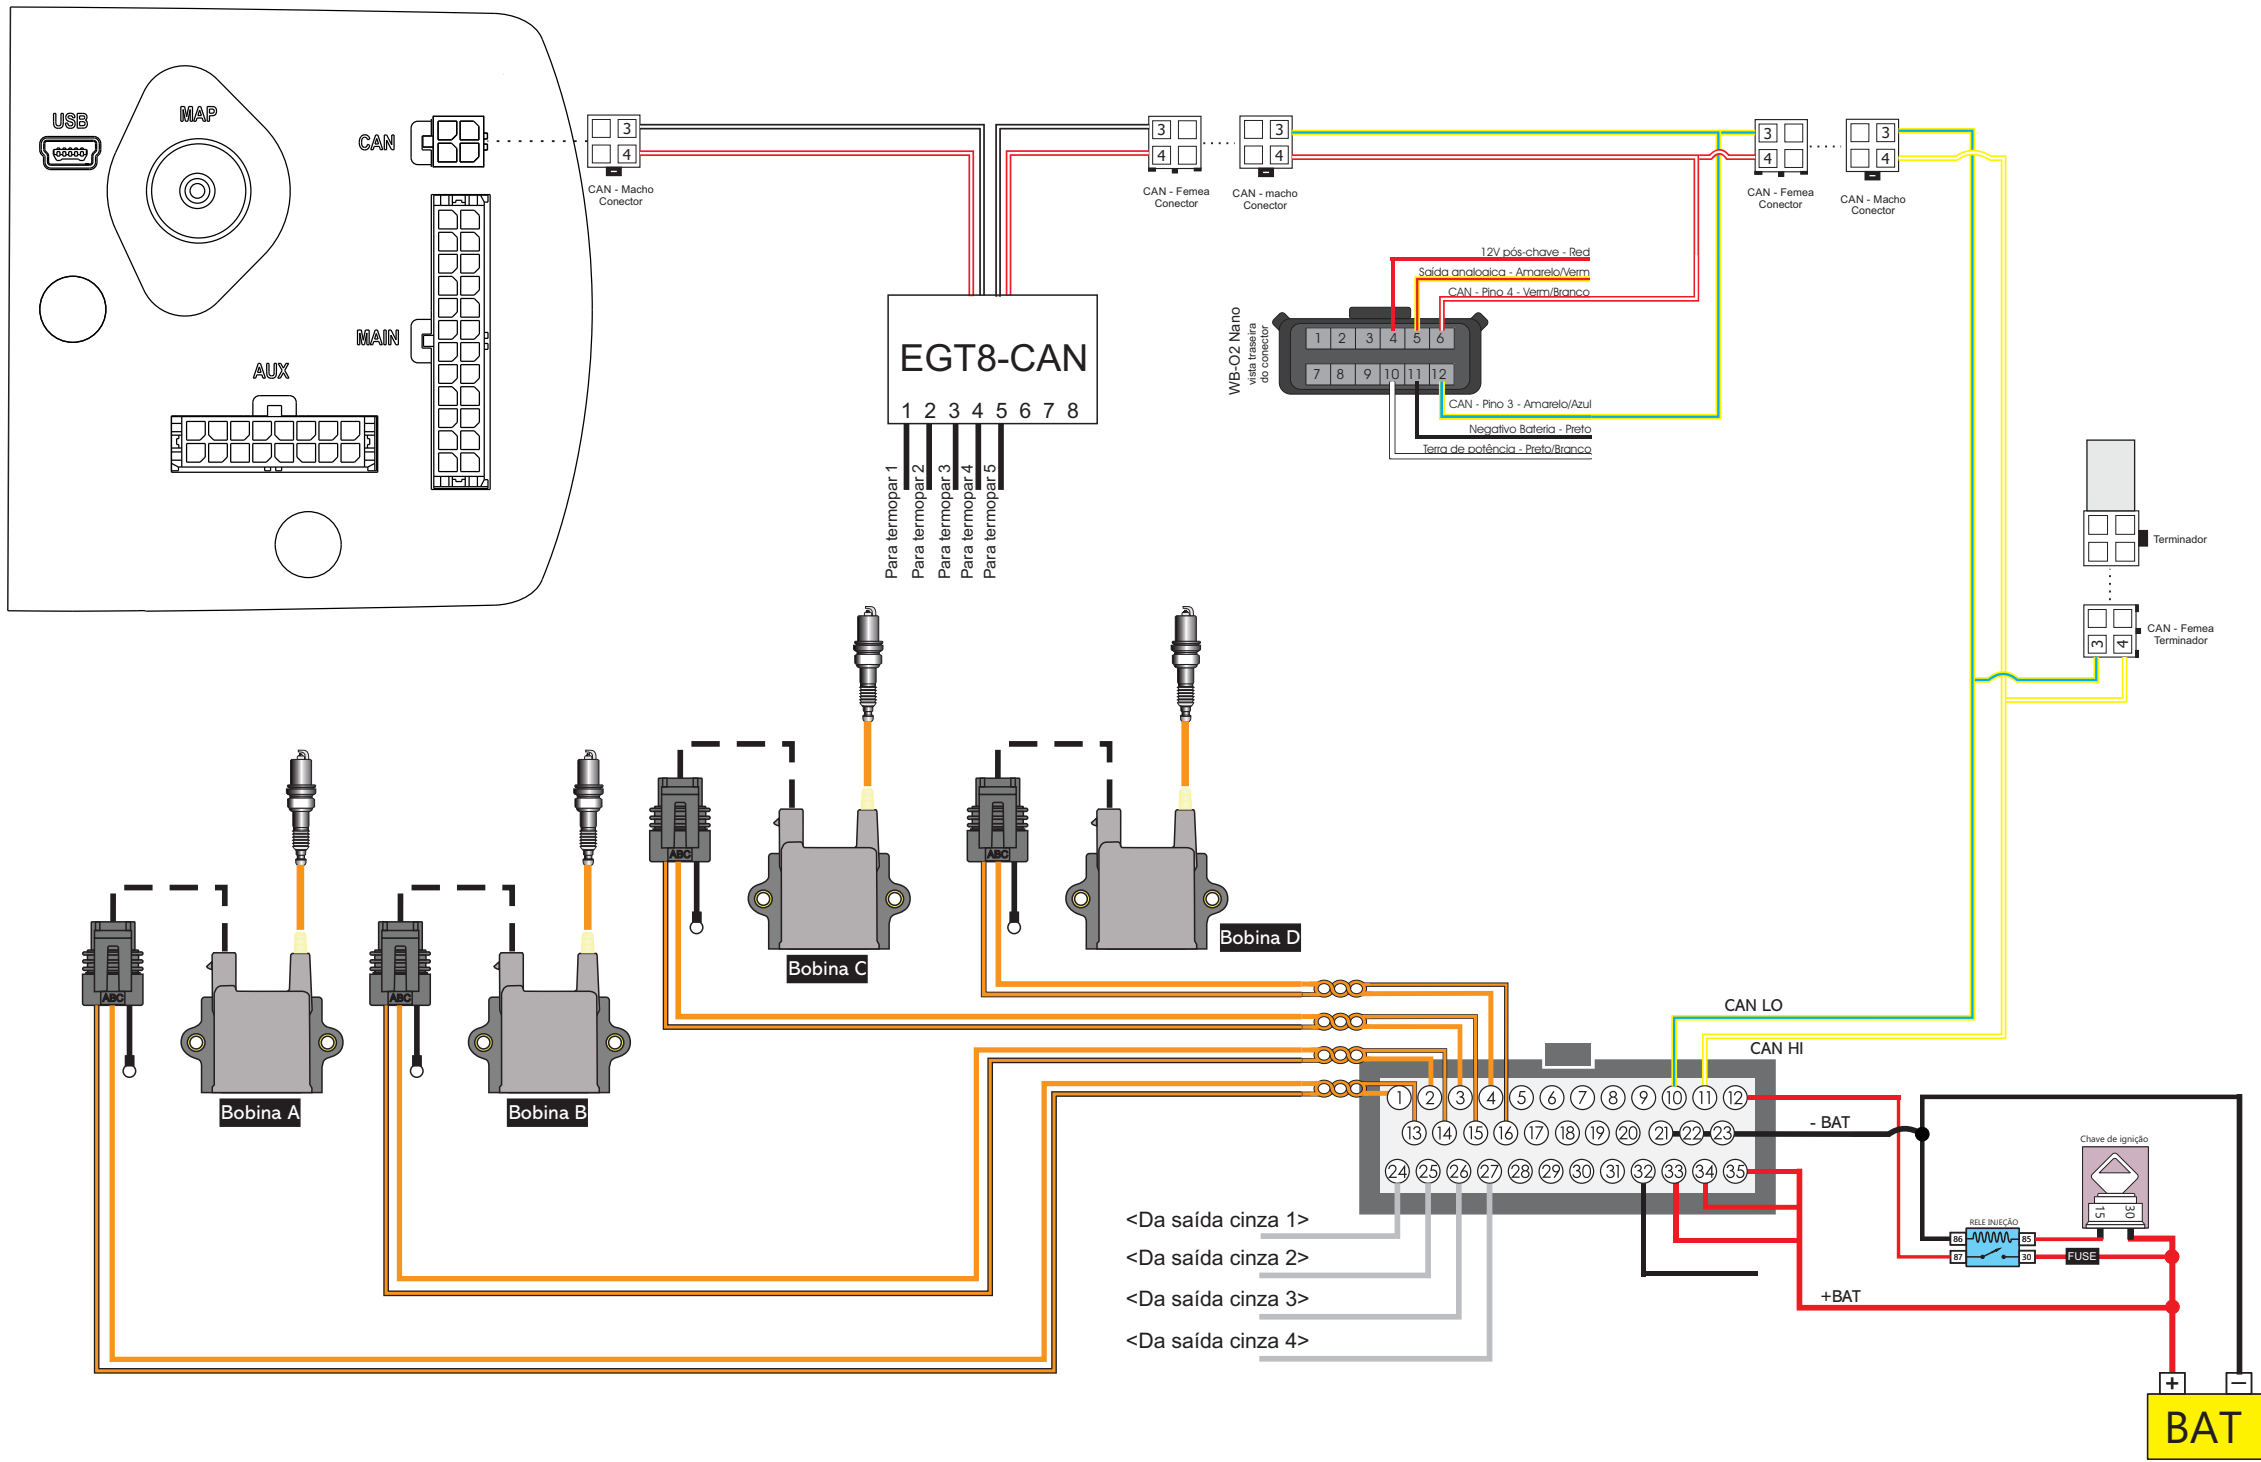 USB
MAP
CAN
MAIN
AUX
3
4
CAN - Macho
Conector
3
4
CAN - Femea
Conector
3
4
CAN - macho
Conector
3
4
CAN - Femea
Conector
3
4
CAN - Macho
Conector
EGT8-CAN
1 2 3 4 5 6 7 8
Para termopar 1
Para termopar 2
Para termopar 3
Para termopar 4
Para termopar 5
12V pós-chave - Red
Saída analogica - Amarelo/Verm
CAN - Pino 4 - Verm/Branco
WB-O2 Nano
vista traseira
do conector
1 2 3 4 5 6
7 8 9 10 11 12
CAN - Pino 3 - Amarelo/Azul
Negativo Bateria - Preto
Terra de potência - Preto/Branco
Terminador
CAN - Femea
Terminador
3 4
ABC
Bobina C
ABC
Bobina D
ABC
Bobina A
ABC
Bobina B
CAN LO
CAN HI
1 2 3 4 5 6 7 8 9 10 11 12
13 14 15 16 17 18 19 20 21 22 23
24 25 26 27 28 29 30 31 32 33 34 35
- BAT
+BAT
<Da saída cinza 1>
<Da saída cinza 2>
<Da saída cinza 3>
<Da saída cinza 4>
Chave de ignição
15 30
RELE INJEÇÃO
86 85
87 30
FUSE
+ −
BAT